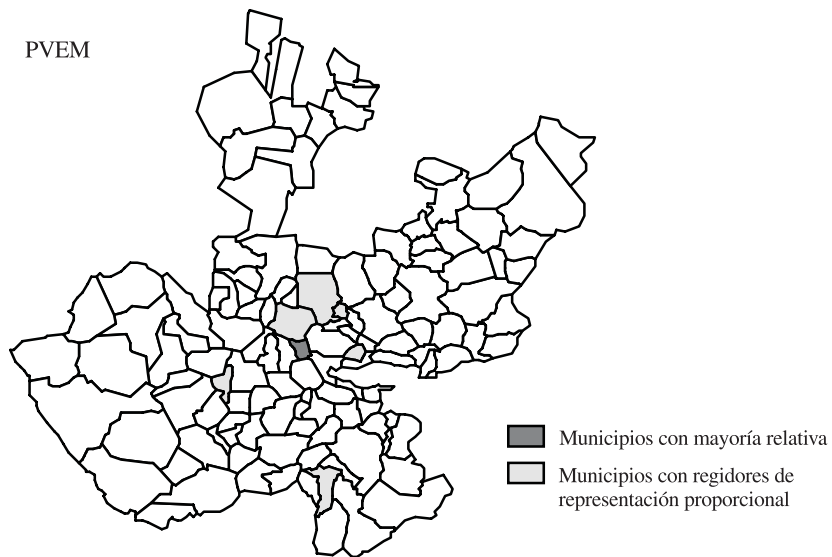 PVEM
Municipios con mayoría relativa
Municipios con regidores de
representación proporcional